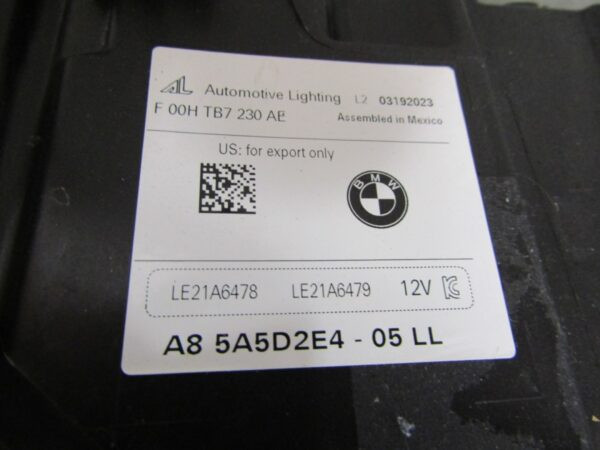 AL Automotive Lighting L2 03192023
F 00H TB7 230 AE Assembled in Mexico
US: for export only
BMW
LE21A6478 LE21A6479 12V
A8 5A5D2E4 - 05 LL